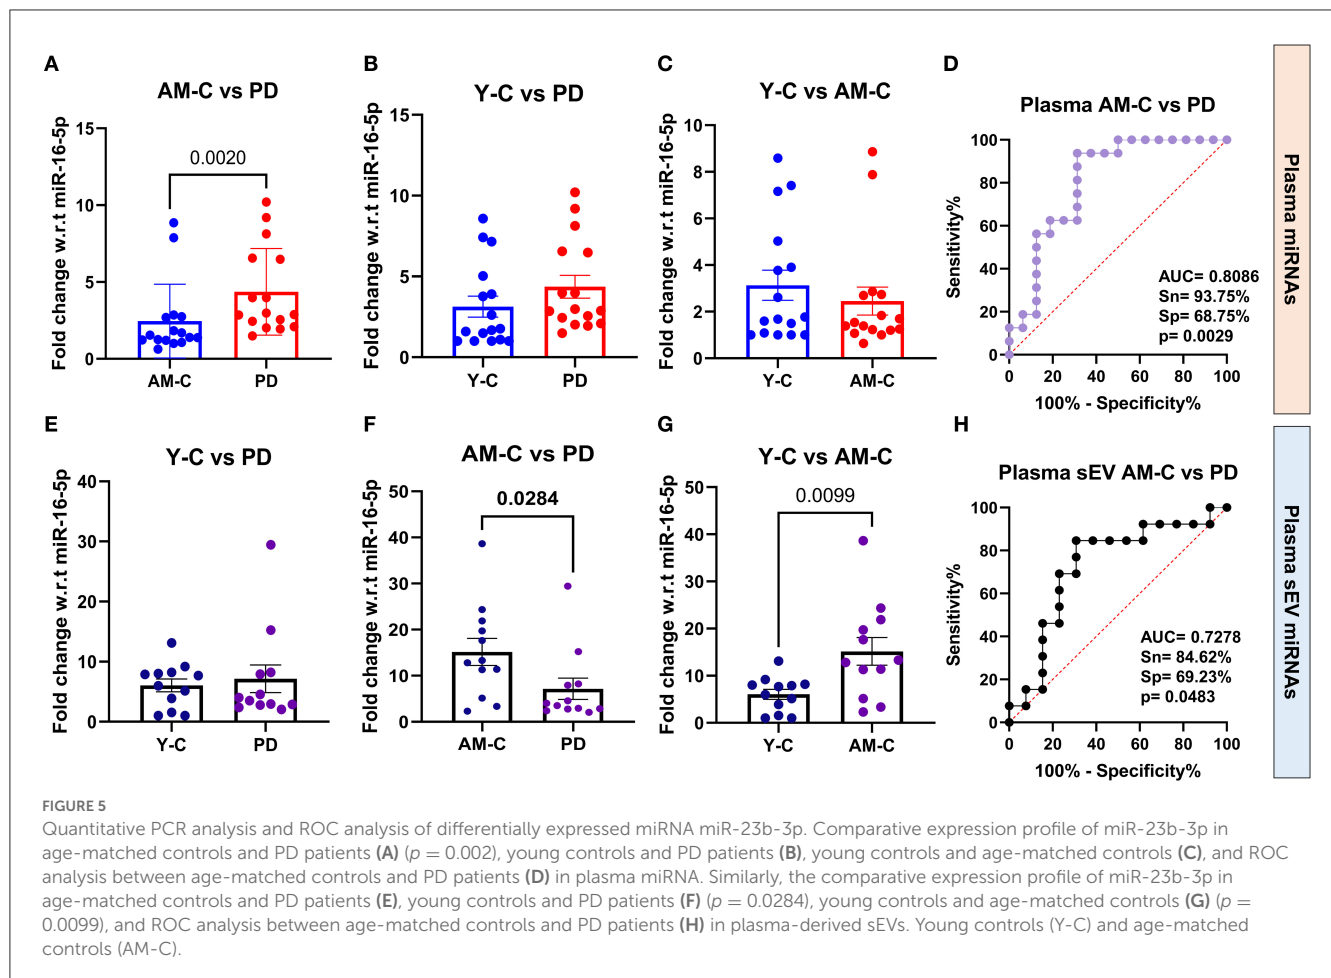 A
AM-C vs PD
Fold change w.r.t miR-16-5p
15
10
5
0
0.0020
AM-C
PD
B
Y-C vs PD
Fold change w.r.t miR-16-5p
15
10
5
0
Y-C
PD
C
Y-C vs AM-C
Fold change w.r.t miR-16-5p
10
8
6
4
2
0
Y-C
AM-C
D
Plasma AM-C vs PD
Sensitivity%
100
80
60
40
20
0
AUC= 0.8086
Sn= 93.75%
Sp= 68.75%
p= 0.0029
0
20
40
60
80
100
100% - Specificity%
Plasma miRNAs
E
Y-C vs PD
Fold change w.r.t miR-16-5p
40
30
20
10
0
Y-C
PD
F
AM-C vs PD
Fold change w.r.t miR-16-5p
50
40
30
20
10
0
0.0284
AM-C
PD
G
Y-C vs AM-C
Fold change w.r.t miR-16-5p
50
40
30
20
10
0
0.0099
Y-C
AM-C
H
Plasma sEV AM-C vs PD
Sensitivity%
100
80
60
40
20
0
AUC= 0.7278
Sn= 84.62%
Sp= 69.23%
p= 0.0483
0
20
40
60
80
100
100% - Specificity%
Plasma sEV miRNAs
FIGURE 5
Quantitative PCR analysis and ROC analysis of differentially expressed miRNA miR-23b-3p. Comparative expression profile of miR-23b-3p in
age-matched controls and PD patients (A) (p = 0.002), young controls and PD patients (B), young controls and age-matched controls (C), and ROC
analysis between age-matched controls and PD patients (D) in plasma miRNA. Similarly, the comparative expression profile of miR-23b-3p in
age-matched controls and PD patients (E), young controls and PD patients (F) (p = 0.0284), young controls and age-matched controls (G) (p =
0.0099), and ROC analysis between age-matched controls and PD patients (H) in plasma-derived sEVs. Young controls (Y-C) and age-matched
controls (AM-C).